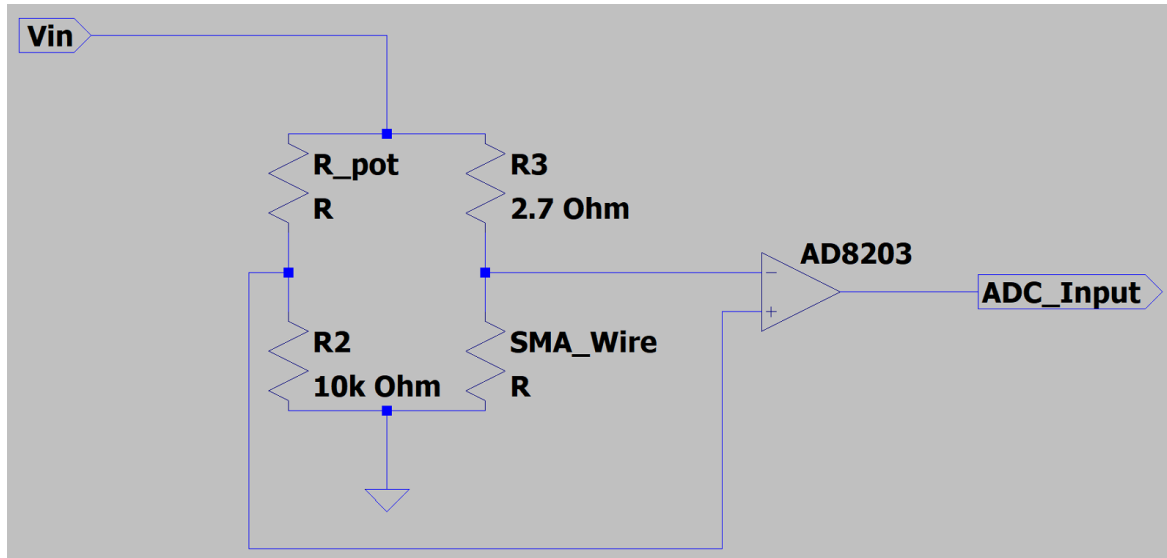 Vin
R_pot
R
R3
2.7 Ohm
AD8203
ADC_Input
R2
10k Ohm
SMA_Wire
R